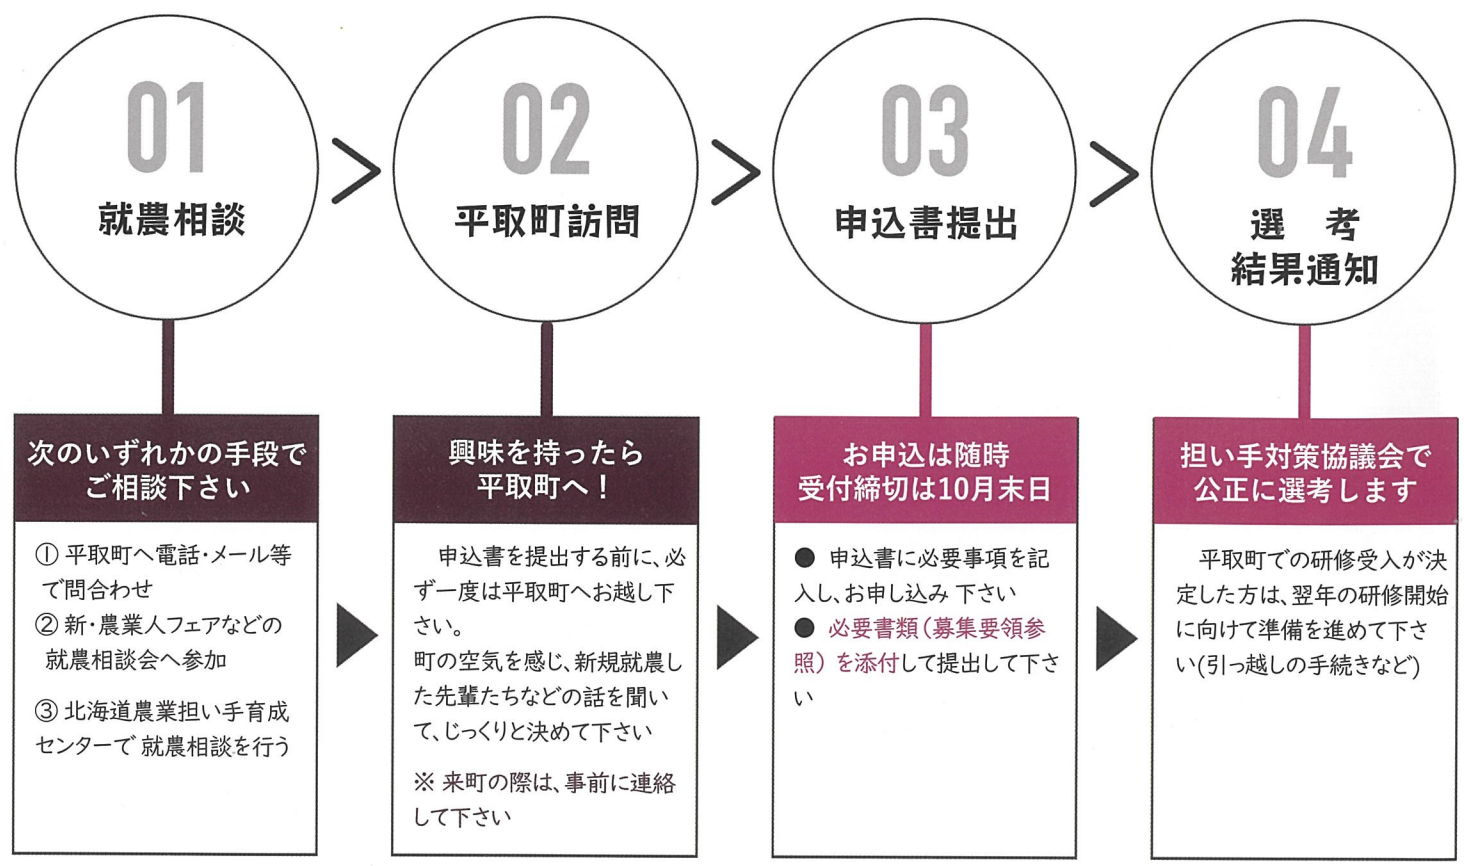 01
就農相談
次のいずれかの手段で
ご相談下さい
① 平取町へ電話・メール等
で問合わせ
② 新・農業人フェアなどの
就農相談会へ参加
③ 北海道農業担い手育成
センターで 就農相談を行う
02
平取町訪問
興味を持ったら
平取町へ！
申込書を提出する前に、必
ず一度は平取町へお越し下
さい。
町の空気を感じ、新規就農し
た先輩たちなどの話を聞い
て、じっくりと決めて下さい
※ 来町の際は、事前に連絡
して下さい
03
申込書提出
お申込は随時
受付締切は10月末日
● 申込書に必要事項を記
入し、お申し込み 下さい
● 必要書類（募集要領参
照）を添付して提出して下さ
い
04
選　考
結果通知
担い手対策協議会で
公正に選考します
平取町での研修受入が決
定した方は、翌年の研修開始
に向けて準備を進めて下さ
い(引っ越しの手続きなど)